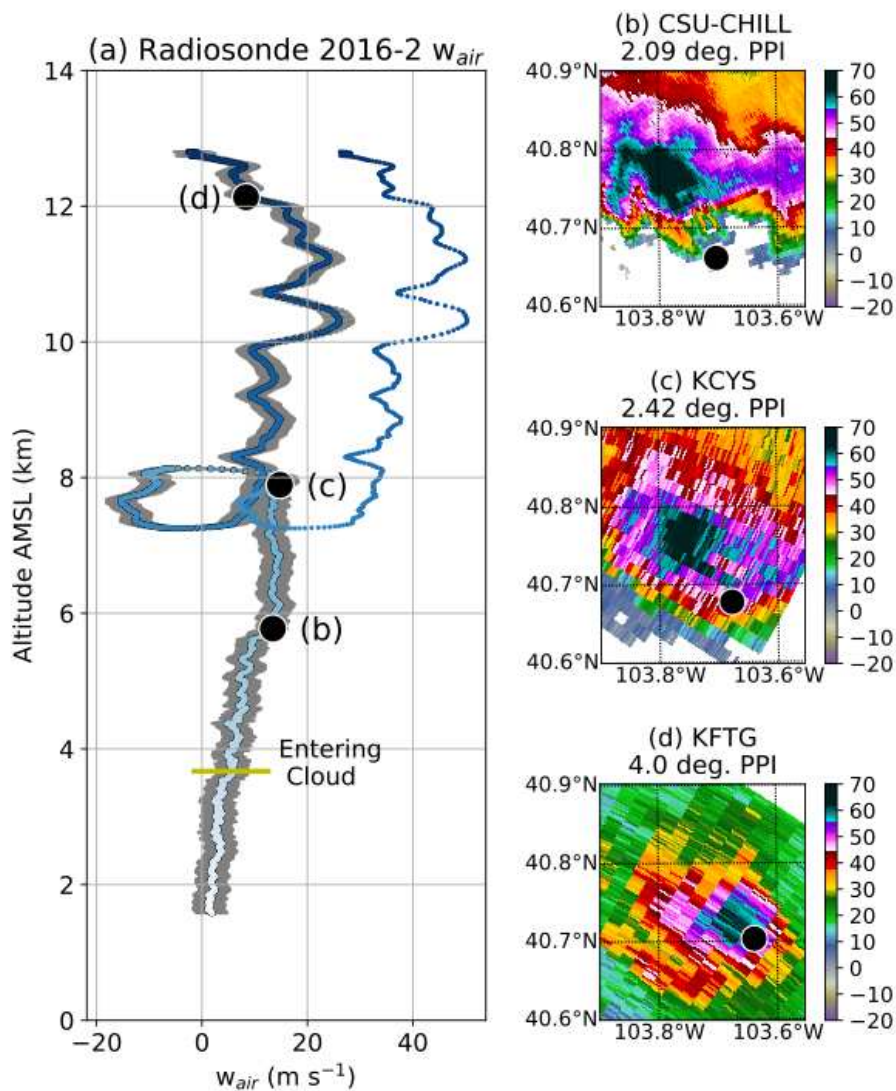 (a) Radiosonde 2016-2 w_air
14
12
10
8
6
4
2
0
Altitude AMSL (km)
−20
0
20
40
w_air (m s⁻¹)
(d)
(c)
(b)
Entering
Cloud
(b) CSU-CHILL
2.09 deg. PPI
40.9°N
40.8°N
40.7°N
40.6°N
103.8°W
103.6°W
70
60
50
40
30
20
10
0
−10
−20
(c) KCYS
2.42 deg. PPI
40.9°N
40.8°N
40.7°N
40.6°N
103.8°W
103.6°W
70
60
50
40
30
20
10
0
−10
−20
(d) KFTG
4.0 deg. PPI
40.9°N
40.8°N
40.7°N
40.6°N
103.8°W
103.6°W
70
60
50
40
30
20
10
0
−10
−20